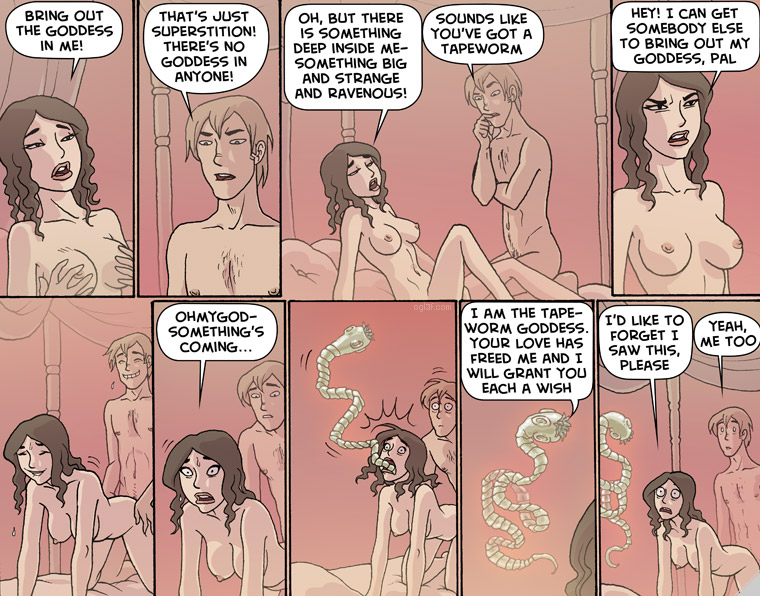 BRING OUT
THE GODDESS
IN ME!
THAT'S JUST
SUPERSTITION!
THERE'S NO
GODDESS IN
ANYONE!
OH, BUT THERE
IS SOMETHING
DEEP INSIDE ME-
SOMETHING BIG
AND STRANGE
AND RAVENOUS!
SOUNDS LIKE
YOU'VE GOT A
TAPEWORM
HEY! I CAN GET
SOMEBODY ELSE
TO BRING OUT MY
GODDESS, PAL
OHMYGOD-
SOMETHING'S
COMING...
oglaf.com
I AM THE TAPE-
WORM GODDESS.
YOUR LOVE HAS
FREED ME AND I
WILL GRANT YOU
EACH A WISH
I'D LIKE TO
FORGET I
SAW THIS,
PLEASE
YEAH,
ME TOO